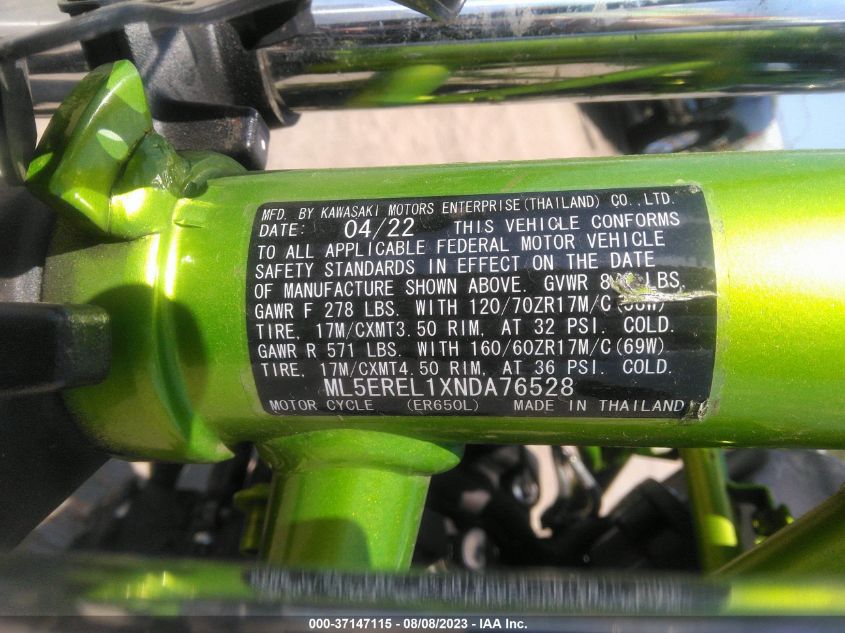 MFD. BY KAWASAKI MOTORS ENTERPRISE(THAILAND) CO.,LTD.
DATE: 04/22 THIS VEHICLE CONFORMS
TO ALL APPLICABLE FEDERAL MOTOR VEHICLE
SAFETY STANDARDS IN EFFECT ON THE DATE
OF MANUFACTURE SHOWN ABOVE. GVWR LBS.
GAWR F 278 LBS. WITH 120/70ZR17M/C
TIRE, 17M/CXMT3.50 RIM, AT 32 PSI. COLD.
GAWR R 571 LBS. WITH 160/60ZR17M/C(69W)
TIRE, 17M/CXMT4.50 RIM, AT 36 PSI. COLD.
ML5EREL1XNDA76528
MOTOR CYCLE (ER650L) MADE IN THAILAND
000-37147115 - 08/08/2023 - IAA Inc.